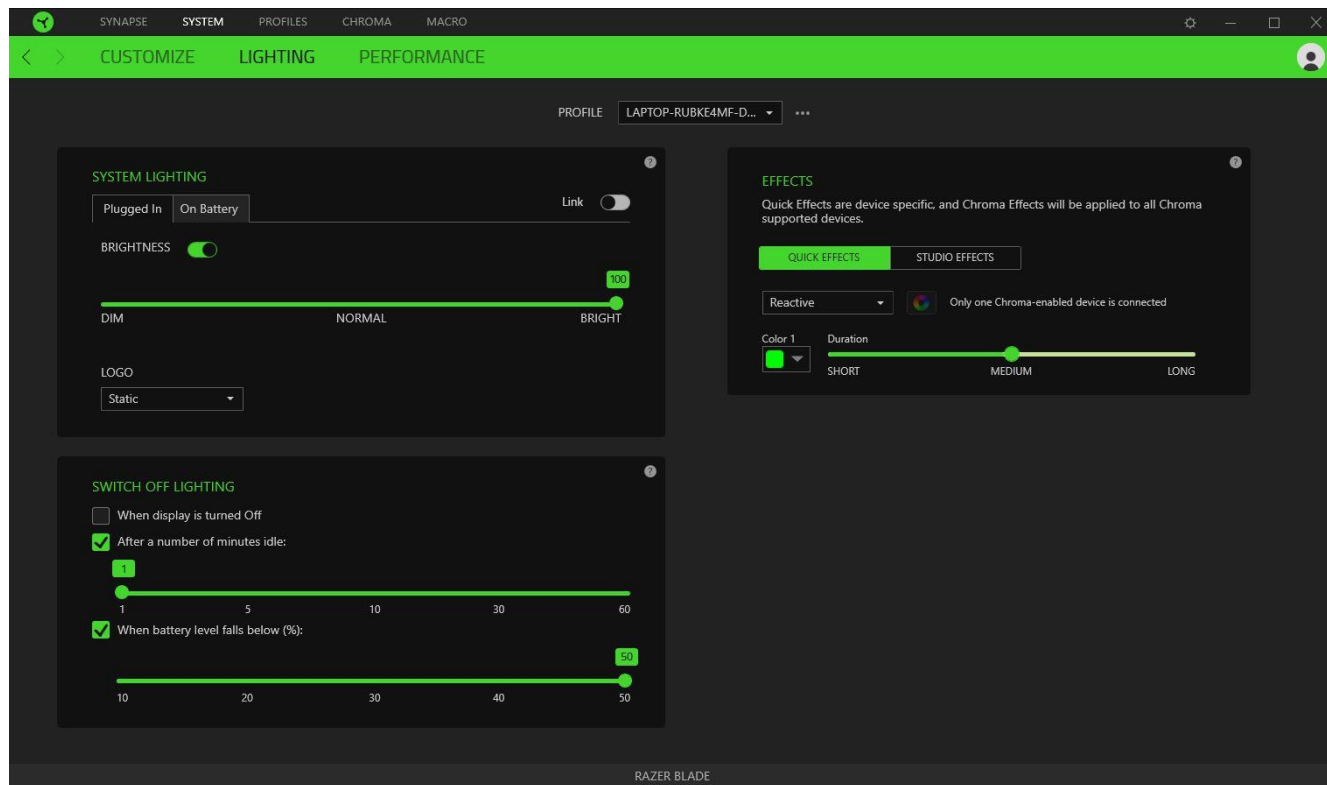 SYNAPSE SYSTEM PROFILES CHROMA MACRO
CUSTOMIZE LIGHTING PERFORMANCE
PROFILE LAPTOP-RUBKE4MF-D...
SYSTEM LIGHTING
Plugged In On Battery Link
BRIGHTNESS
100
DIM NORMAL BRIGHT
LOGO
Static
SWITCH OFF LIGHTING
When display is turned Off
After a number of minutes idle:
1
1 5 10 30 60
When battery level falls below (%):
50
10 20 30 40 50
EFFECTS
Quick Effects are device specific, and Chroma Effects will be applied to all Chroma
supported devices.
QUICK EFFECTS STUDIO EFFECTS
Reactive Only one Chroma-enabled device is connected
Color 1 Duration
SHORT MEDIUM LONG
RAZER BLADE